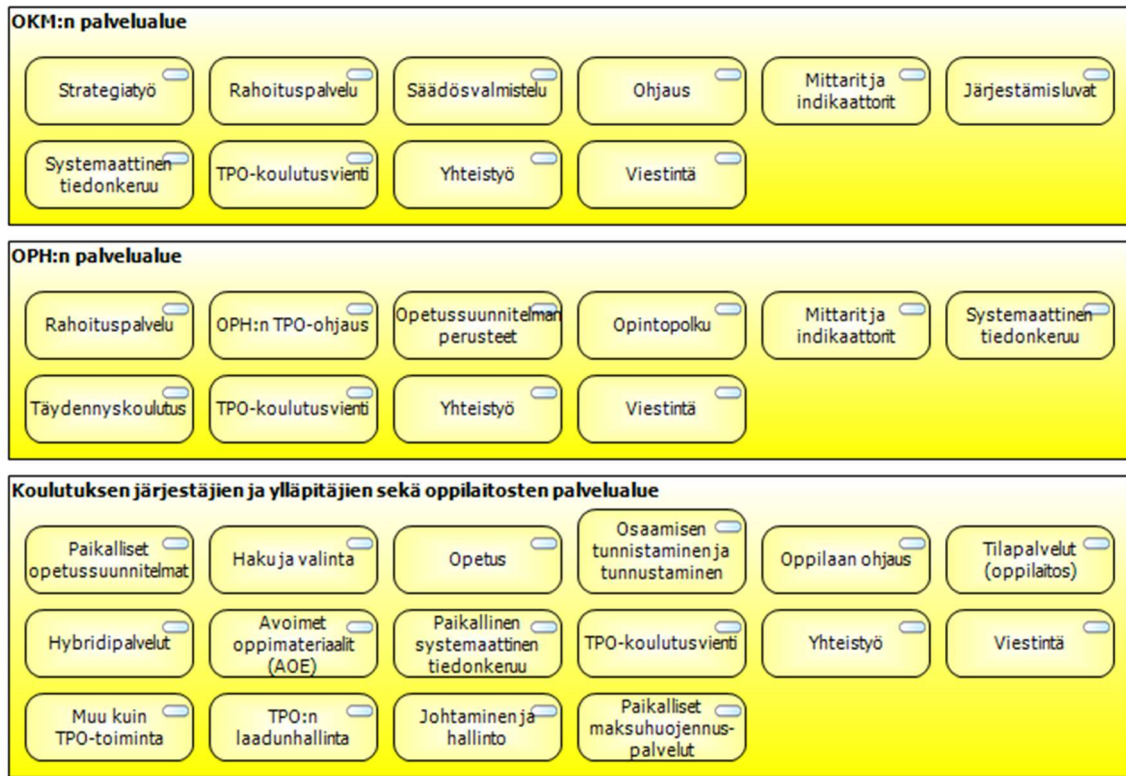 OKM:n palvelualue
Strategiatyö
Rahoituspalvelu
Säädösvalmistelu
Ohjaus
Mittarit ja
indikaattorit
Järjestämisluvat
Systemaattinen
tiedonkeruu
TPO-koulutusvienti
Yhteistyö
Viestintä
OPH:n palvelualue
Rahoituspalvelu
OPH:n TPO-ohjaus
Opetussuunnitelman
perusteet
Opintopolku
Mittarit ja
indikaattorit
Systemaattinen
tiedonkeruu
Täydennyskoulutus
TPO-koulutusvienti
Yhteistyö
Viestintä
Koulutuksen järjestäjien ja ylläpitäjien sekä oppilaitosten palvelualue
Paikalliset
opetussuunnitelmat
Haku ja valinta
Opetus
Osaamisen
tunnistaminen ja
tunnustaminen
Oppilaan ohjaus
Tilapalvelut
(oppilaitos)
Hybridipalvelut
Avoimet
oppimateriaalit
(AOE)
Paikallinen
systemaattinen
tiedonkeruu
TPO-koulutusvienti
Yhteistyö
Viestintä
Muu kuin
TPO-toiminta
TPO:n
laadunhallinta
Johtaminen ja
hallinto
Paikalliset
maksuhuojennus-
palvelut